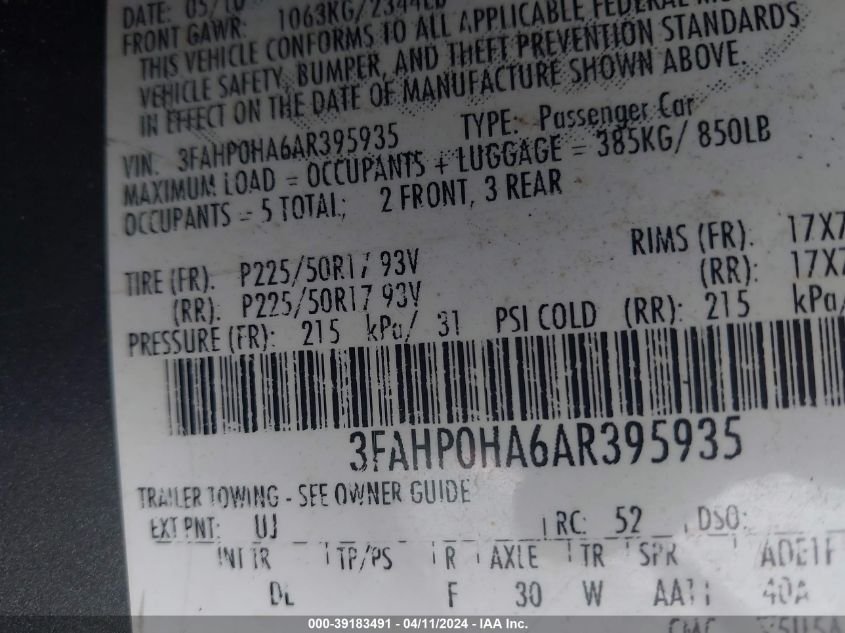 DATE: 05/10
FRONT GAWR: 1063KG/2344LB
THIS VEHICLE CONFORMS TO ALL APPLICABLE FEDERAL
VEHICLE SAFETY, BUMPER, AND THEFT PREVENTION STANDARDS
IN EFFECT ON THE DATE OF MANUFACTURE SHOWN ABOVE.
VIN. 3FAHP0HA6AR395935 TYPE: Passenger Car
MAXIMUM LOAD = OCCUPANTS + LUGGAGE = 385KG/ 850LB
OCCUPANTS = 5 TOTAL; 2 FRONT, 3 REAR
TIRE (FR): P225/50R17 93V RIMS (FR). 17X7
(RR): P225/50R17 93V (RR): 17X7
PRESSURE (FR): 215 kPa/ 31 PSI COLD (RR): 215 kPa/
3FAHP0HA6AR395935
TRAILER TOWING - SEE OWNER GUIDE
EXT PNT: UJ RC: 52 DSO:
INT TR TP/PS R AXLE TR SPR
DL F 30 W 40A
000-39183491 - 04/11/2024 - IAA Inc.